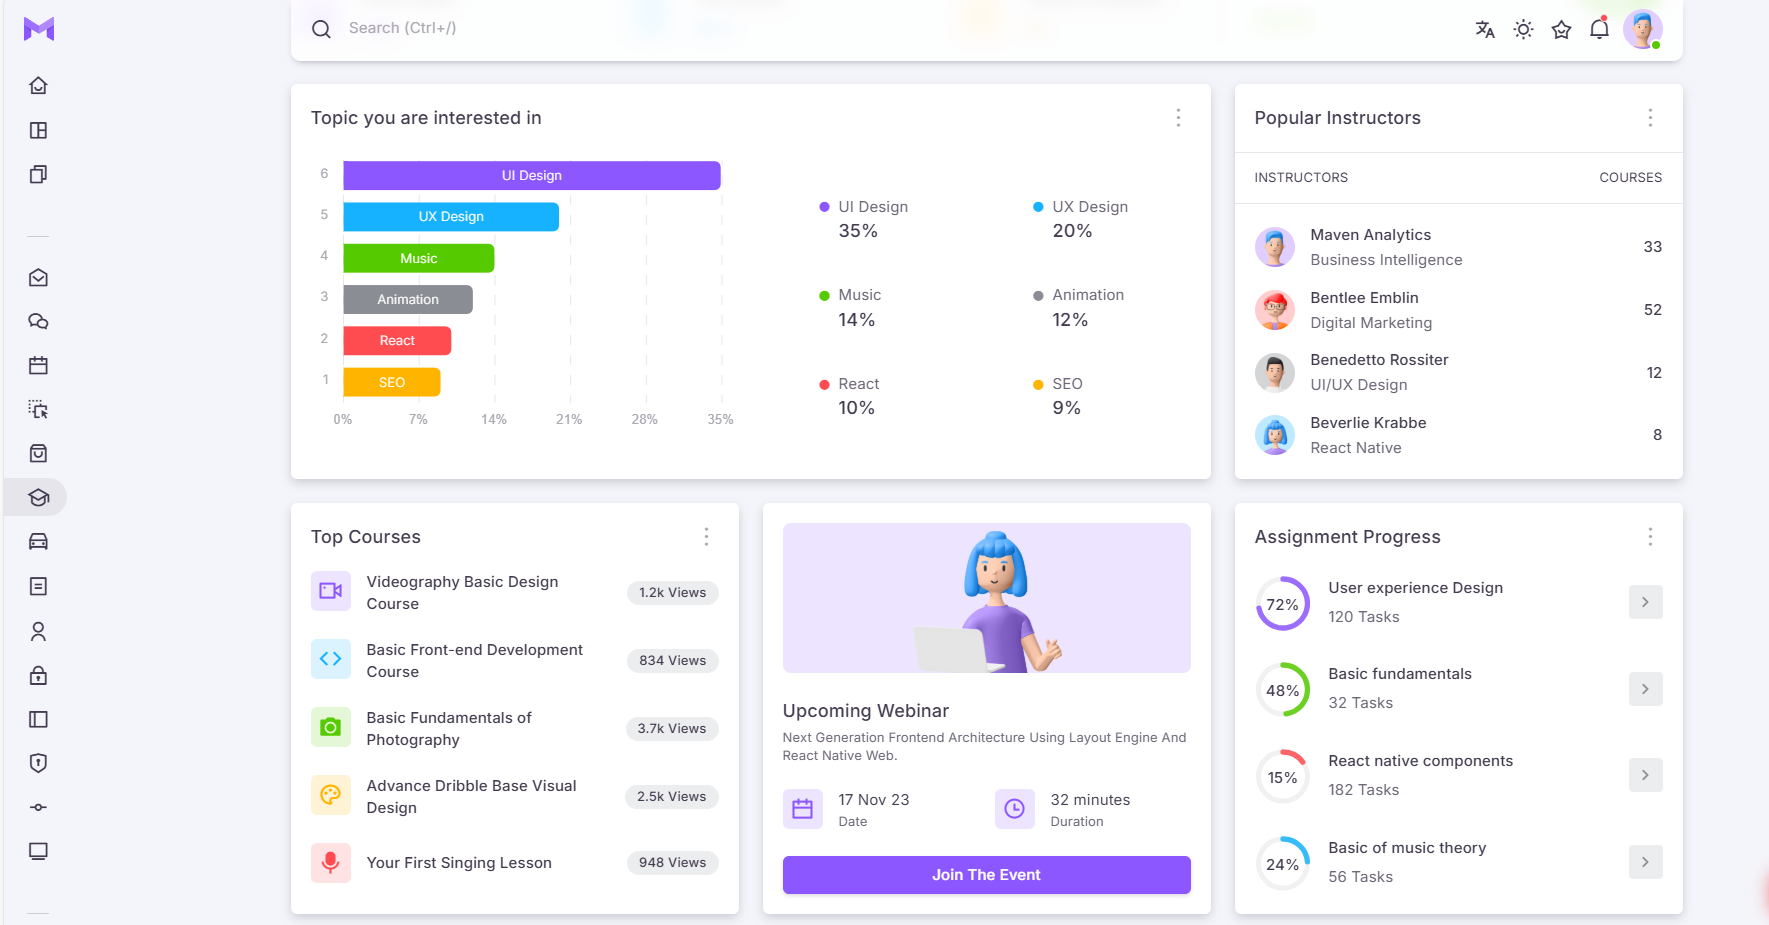 Search (Ctrl+/)
Topic you are interested in
6
UI Design
5
UX Design
4
Music
3
Animation
2
React
1
SEO
0% 7% 14% 21% 28% 35%
UI Design
35%
UX Design
20%
Music
14%
Animation
12%
React
10%
SEO
9%
Popular Instructors
INSTRUCTORS COURSES
Maven Analytics
Business Intelligence
33
Bentlee Emblin
Digital Marketing
52
Benedetto Rossiter
UI/UX Design
12
Beverlie Krabbe
React Native
8
Top Courses
Videography Basic Design
Course
1.2k Views
Basic Front-end Development
Course
834 Views
Basic Fundamentals of
Photography
3.7k Views
Advance Dribble Base Visual
Design
2.5k Views
Your First Singing Lesson
948 Views
Upcoming Webinar
Next Generation Frontend Architecture Using Layout Engine And
React Native Web.
17 Nov 23
Date
32 minutes
Duration
Join The Event
Assignment Progress
72%
User experience Design
120 Tasks
48%
Basic fundamentals
32 Tasks
15%
React native components
182 Tasks
24%
Basic of music theory
56 Tasks